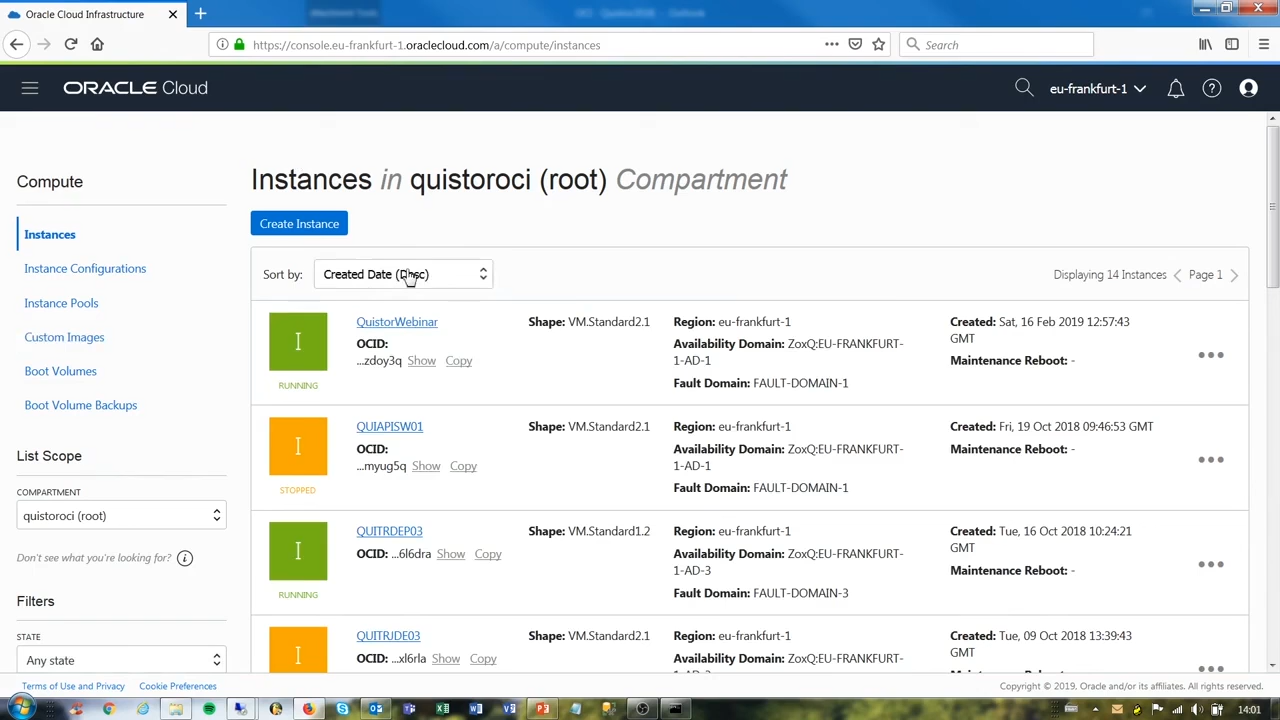 Oracle Cloud Infrastructure
https://console.eu-frankfurt-1.oraclecloud.com/a/compute/instances
Search
ORACLE Cloud
eu-frankfurt-1
Compute
Instances
Instance Configurations
Instance Pools
Custom Images
Boot Volumes
Boot Volume Backups
List Scope
COMPARTMENT
quistoroci (root)
Don't see what you're looking for?
Filters
STATE
Any state
Instances in quistoroci (root) Compartment
Create Instance
Sort by:
Created Date (Desc)
Displaying 14 Instances
Page 1
I
RUNNING
QuistorWebinar
OCID:
...zdoy3q Show Copy
Shape: VM.Standard2.1
Region: eu-frankfurt-1
Availability Domain: ZoxQ:EU-FRANKFURT-
1-AD-1
Fault Domain: FAULT-DOMAIN-1
Created: Sat, 16 Feb 2019 12:57:43
GMT
Maintenance Reboot: -
I
STOPPED
QUIAPISW01
OCID:
...myug5q Show Copy
Shape: VM.Standard2.1
Region: eu-frankfurt-1
Availability Domain: ZoxQ:EU-FRANKFURT-
1-AD-1
Fault Domain: FAULT-DOMAIN-1
Created: Fri, 19 Oct 2018 09:46:53 GMT
Maintenance Reboot: -
I
RUNNING
QUITRDEP03
OCID: ...6l6dra Show Copy
Shape: VM.Standard1.2
Region: eu-frankfurt-1
Availability Domain: ZoxQ:EU-FRANKFURT-
1-AD-3
Fault Domain: FAULT-DOMAIN-3
Created: Tue, 16 Oct 2018 10:24:21
GMT
Maintenance Reboot: -
I
QUITRJDE03
OCID: ...xl6rla Show Copy
Shape: VM.Standard2.1
Region: eu-frankfurt-1
Availability Domain: ZoxQ:EU-FRANKFURT-
Created: Tue, 09 Oct 2018 13:39:43
GMT
Terms of Use and Privacy
Cookie Preferences
Copyright © 2019, Oracle and/or its affiliates. All rights reserved.
14:01